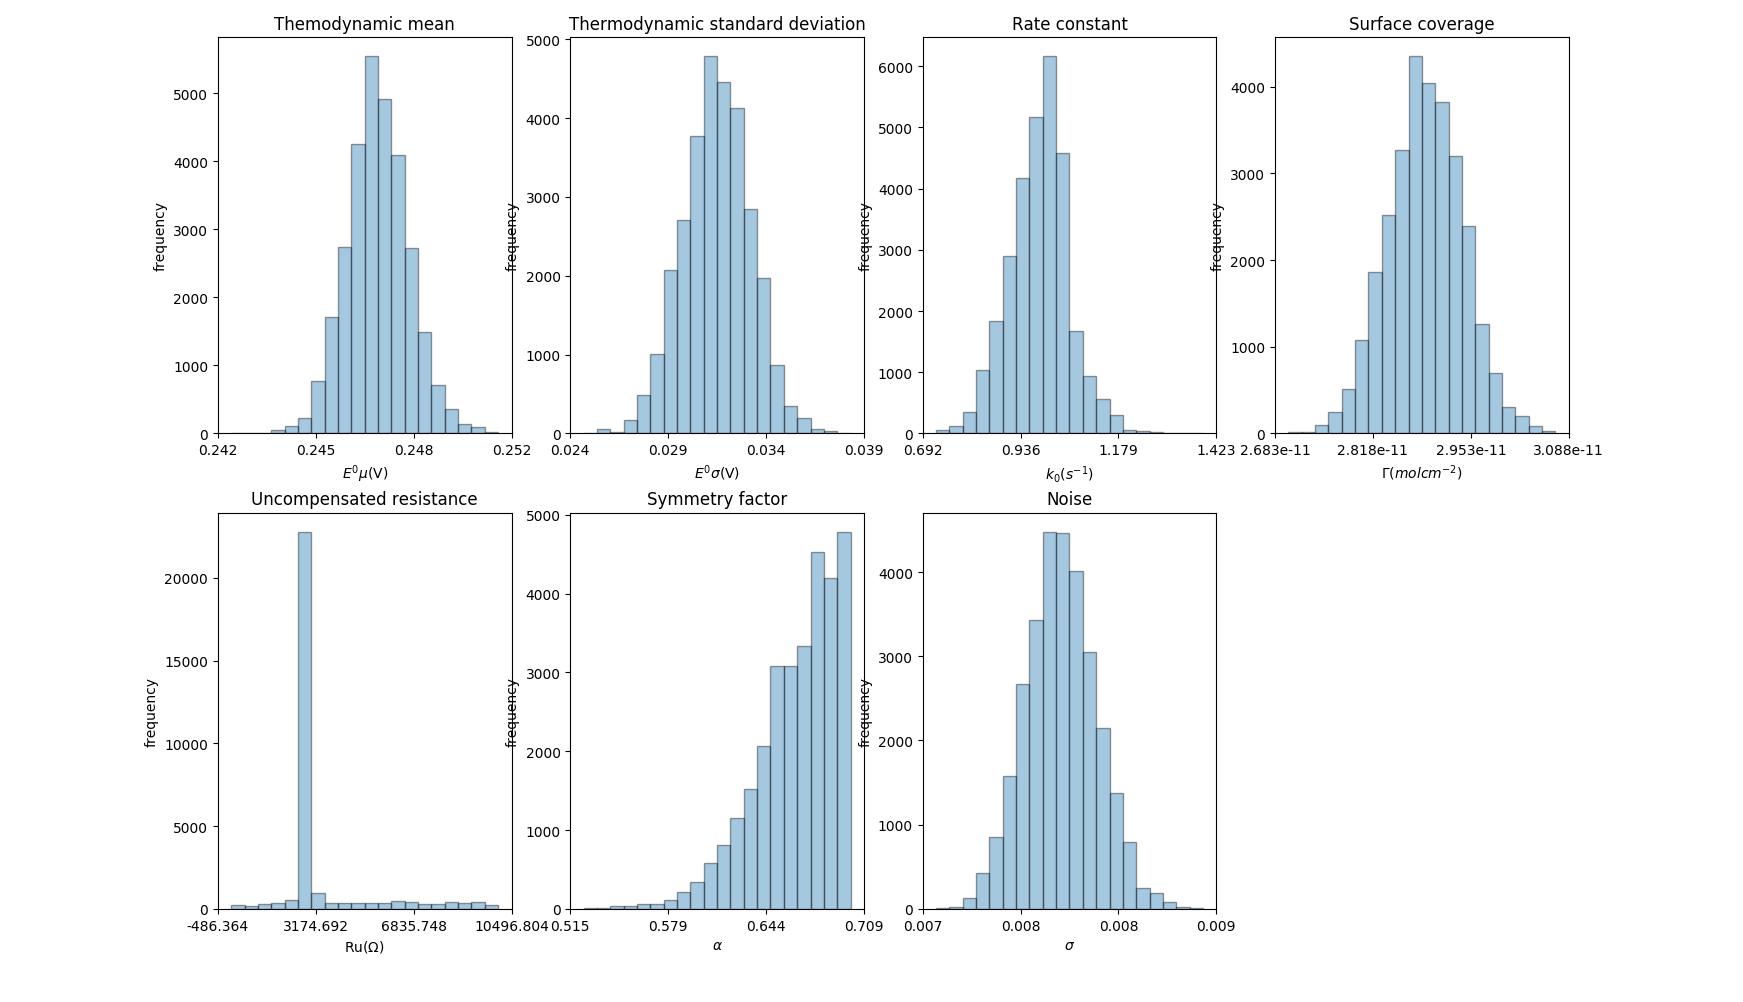 Themodynamic mean
Thermodynamic standard deviation
Rate constant
Surface coverage
5000
4000
3000
2000
1000
0
frequency
0.242 0.245 0.248 0.252
E⁰μ(V)
5000
4000
3000
2000
1000
0
frequency
0.024 0.029 0.034 0.039
E⁰σ(V)
6000
5000
4000
3000
2000
1000
0
frequency
0.692 0.936 1.179 1.423
k₀(s⁻¹)
4000
3000
2000
1000
0
frequency
2.683e-11 2.818e-11 2.953e-11 3.088e-11
Γ(molcm⁻²)
Uncompensated resistance
Symmetry factor
Noise
20000
15000
10000
5000
0
frequency
-486.364 3174.692 6835.748 10496.804
Ru(Ω)
5000
4000
3000
2000
1000
0
frequency
0.515 0.579 0.644 0.709
α
4000
3000
2000
1000
0
frequency
0.007 0.008 0.008 0.009
σ